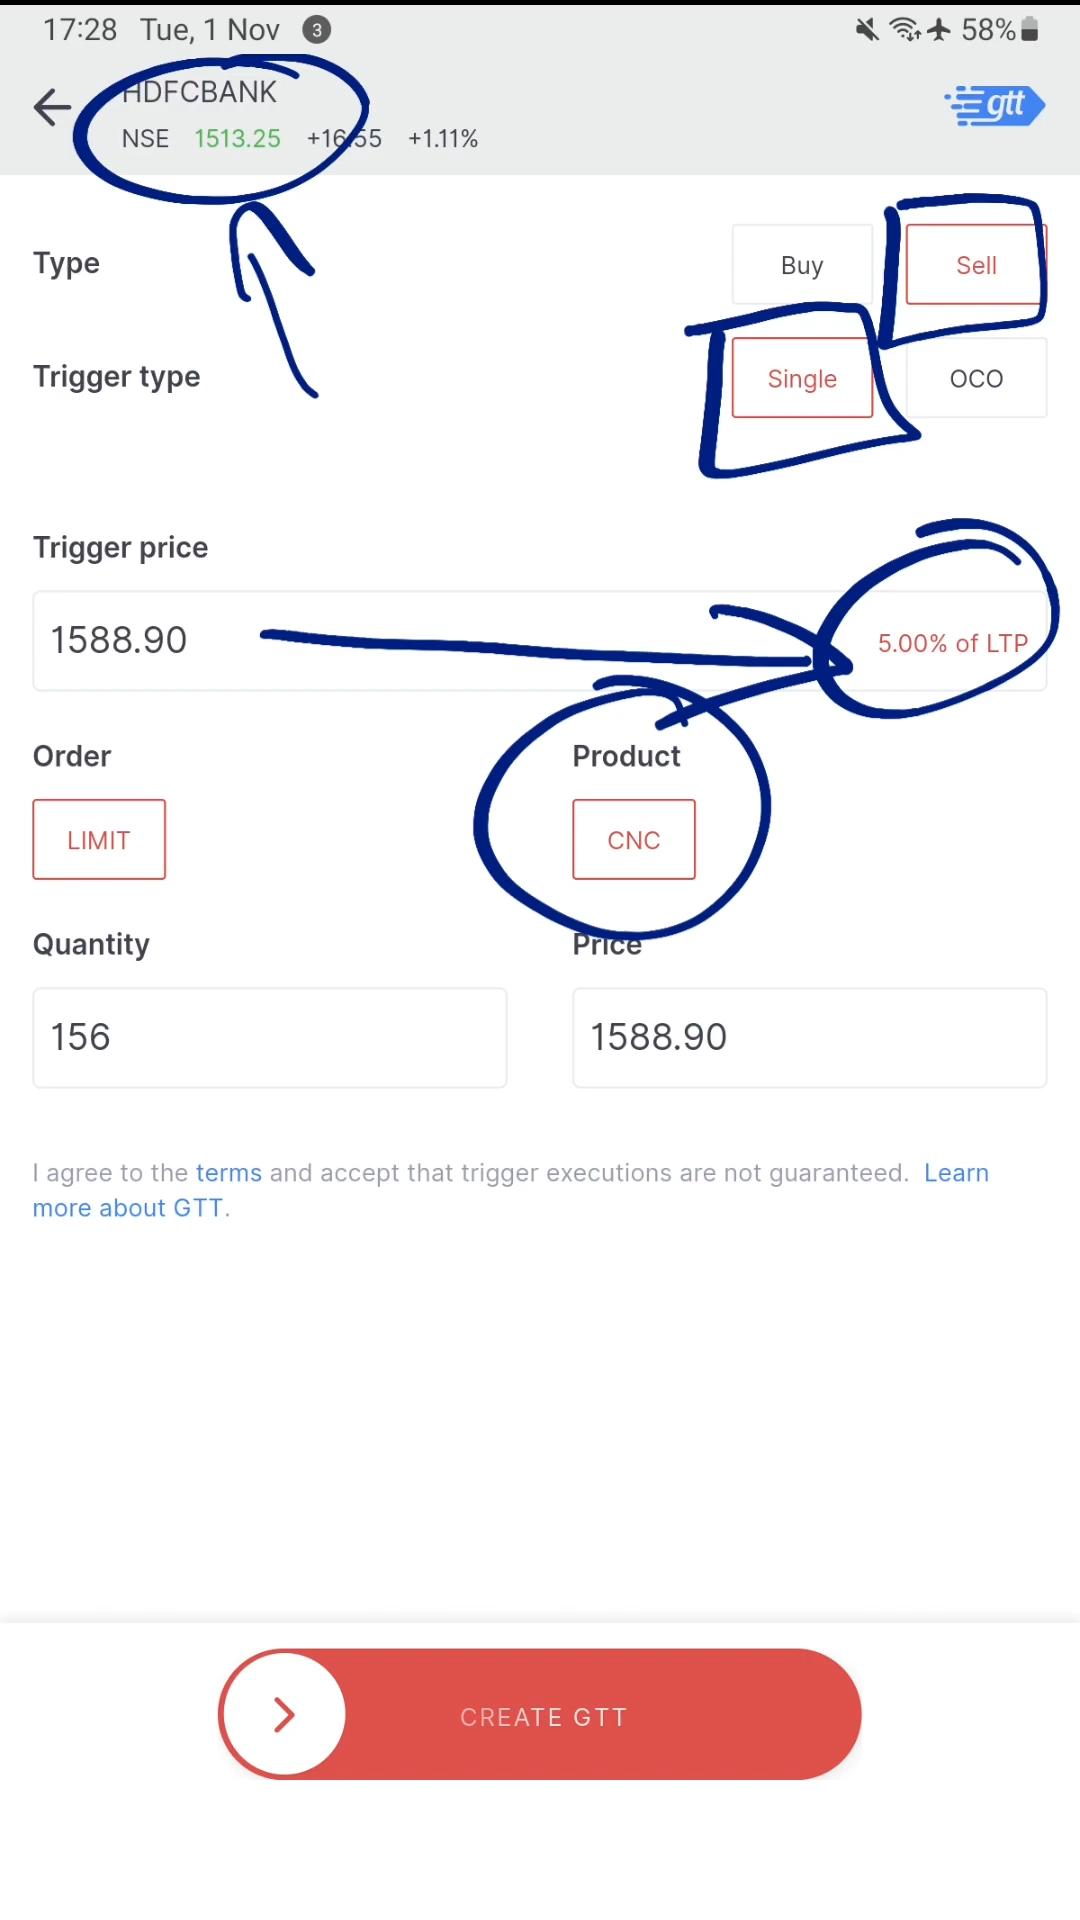 17:28 Tue, 1 Nov 3 58%
HDFCBANK
gtt
NSE 1513.25 +16.55 +1.11%
Type Buy Sell
Trigger type Single OCO
Trigger price
1588.90 5.00% of LTP
Order Product
LIMIT CNC
Quantity Price
156 1588.90
I agree to the terms and accept that trigger executions are not guaranteed. Learn
more about GTT.
CREATE GTT